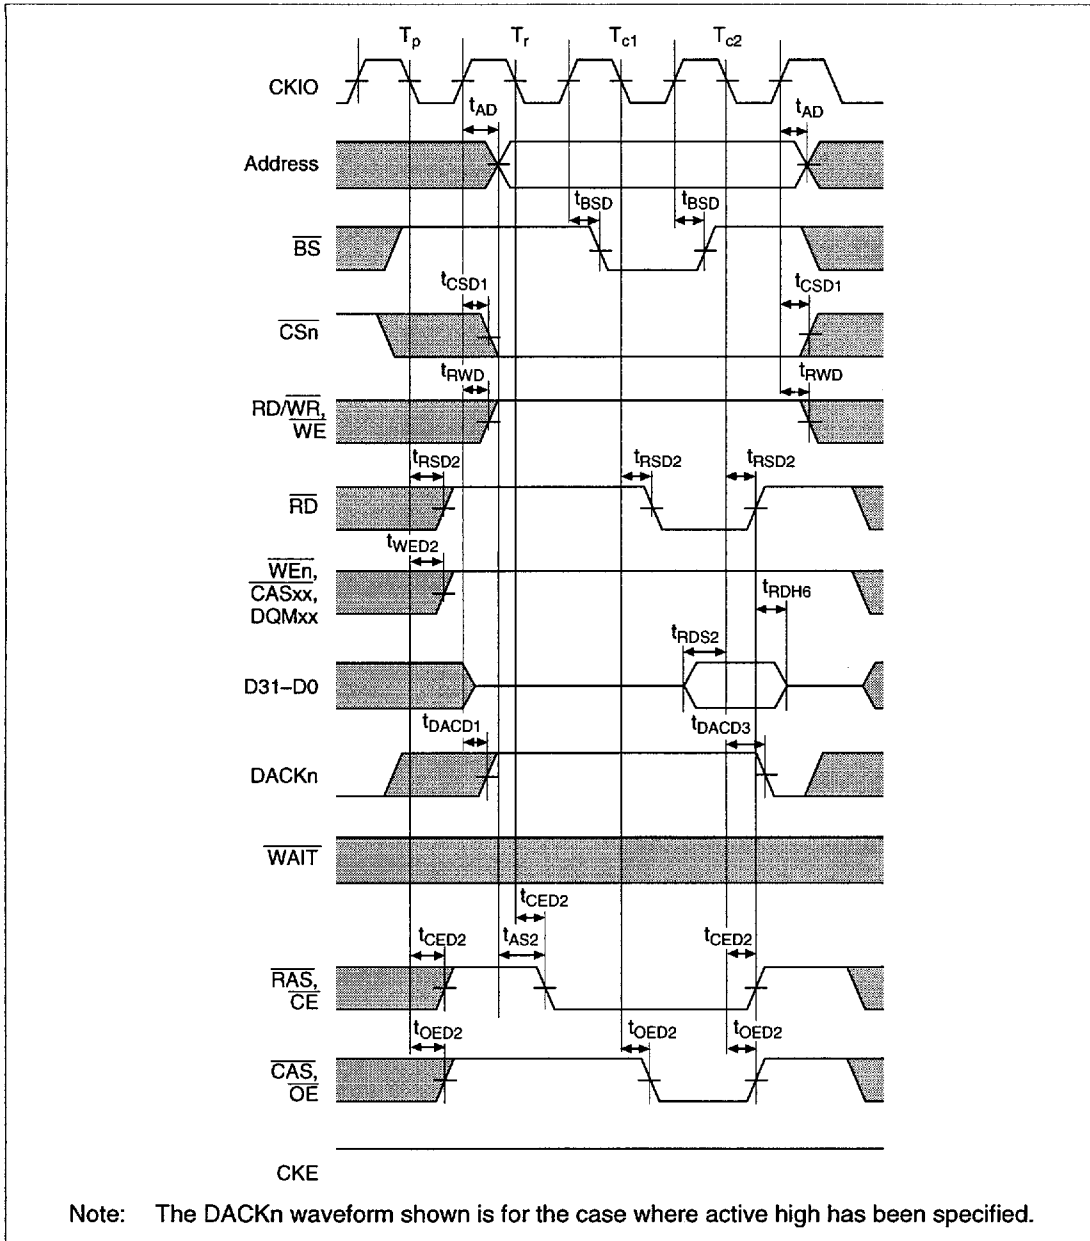 Tp Tr Tc1 Tc2
CKIO
tAD tAD
Address
tBSD tBSD
BS
tCSD1 tCSD1
CSn
tRWD tRWD
RD/WR,
WE
tRSD2 tRSD2 tRSD2
RD
tWED2
WEn,
CASxx,
DQMxx
tRDH6
tRDS2
D31–D0
tDACD1 tDACD3
DACKn
WAIT
tCED2
tCED2 tAS2 tCED2
RAS,
CE
tOED2 tOED2 tOED2
CAS,
OE
CKE
Note: The DACKn waveform shown is for the case where active high has been specified.